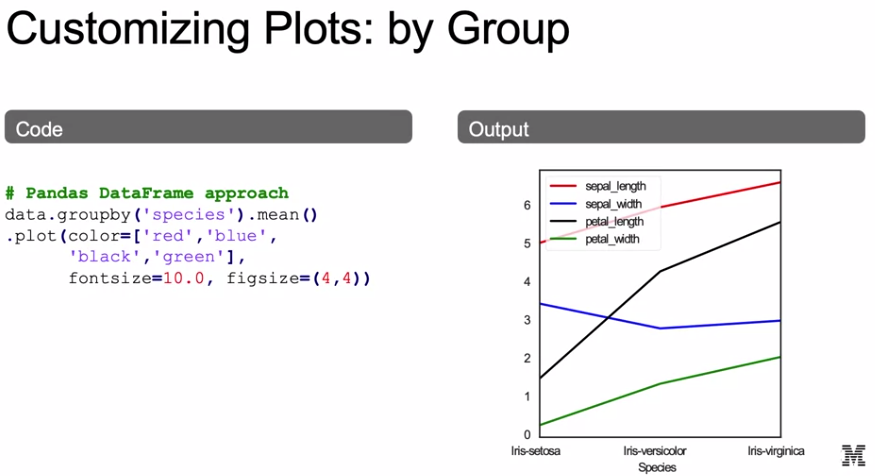 Customizing Plots: by Group
Code
# Pandas DataFrame approach
data.groupby('species').mean()
.plot(color=['red','blue',
'black','green'],
fontsize=10.0, figsize=(4,4))
Output
sepal_length
sepal_width
petal_length
petal_width
6
5
4
3
2
1
0
Iris-setosa Iris-versicolor Iris-virginica
Species
M